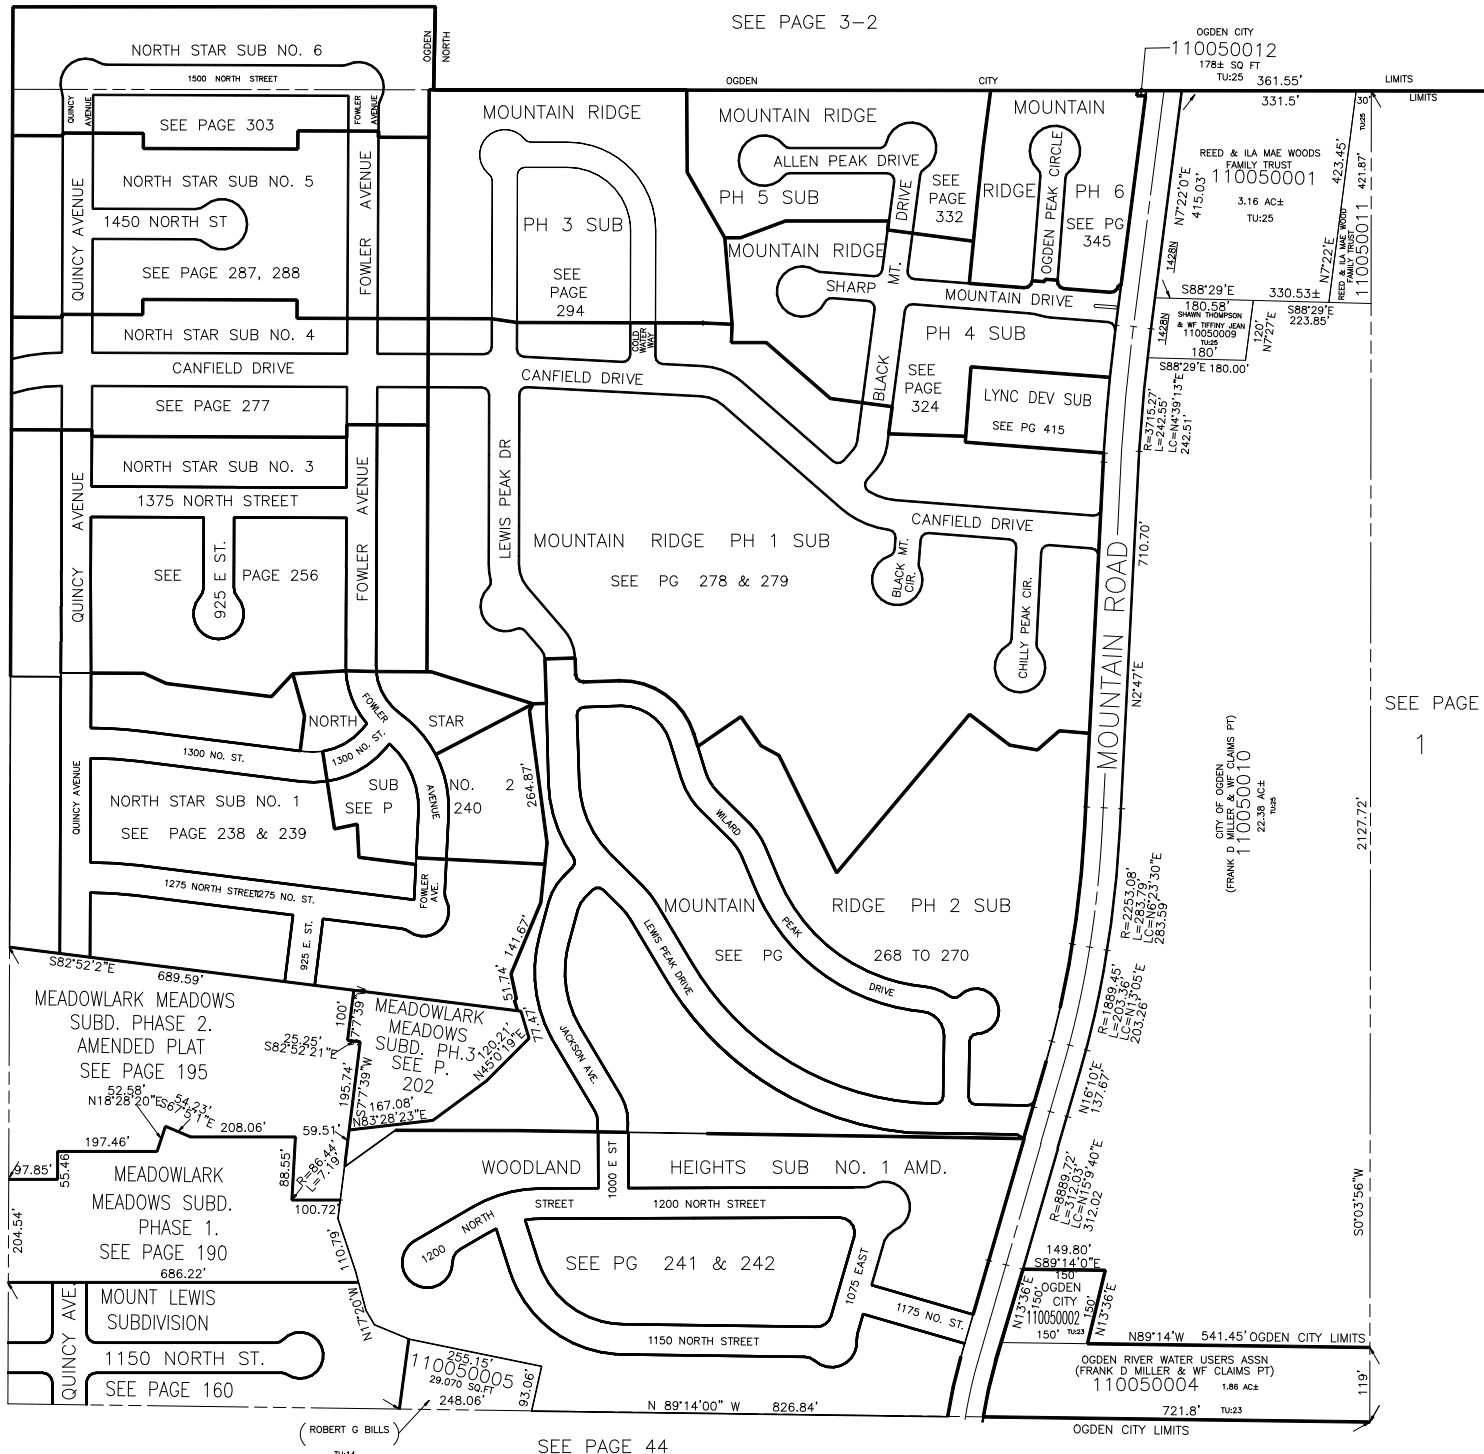 SEE PAGE 3-2
OGDEN CITY
110050012
178± SQ FT
TU:25
361.55'
LIMITS
LIMITS
OGDEN
CITY
OGDEN
NORTH
NORTH STAR SUB NO. 6
1500 NORTH STREET
QUINCY
AVENUE
FOWLER
AVENUE
SEE PAGE 303
NORTH STAR SUB NO. 5
1450 NORTH ST
SEE PAGE 287, 288
QUINCY AVENUE
FOWLER AVENUE
NORTH STAR SUB NO. 4
CANFIELD DRIVE
SEE PAGE 277
NORTH STAR SUB NO. 3
1375 NORTH STREET
SEE PAGE 256
925 E ST.
QUINCY AVENUE
FOWLER AVENUE
MOUNTAIN RIDGE
PH 3 SUB
SEE
PAGE
294
COLD
WATER
WAY
CANFIELD DRIVE
LEWIS PEAK DR
MOUNTAIN RIDGE
ALLEN PEAK DRIVE
PH 5 SUB
SEE
PAGE
332
MOUNTAIN RIDGE
SHARP
MOUNTAIN DRIVE
BLACK MT. DRIVE
PH 4 SUB
SEE
PAGE
324
MOUNTAIN
RIDGE PH 6
OGDEN PEAK CIRCLE
SEE PG
345
LYNC DEV SUB
SEE PG 415
331.5'
30'
TU:25
REED & ILA MAE WOODS
FAMILY TRUST
110050001
3.16 AC±
TU:25
N7°22'0"E
415.03'
423.45'
421.87'
N7°22'E
REED & ILA MAE WOOD
FAMILY TRUST
110050011
1428N
1428N
S88°29'E
330.53±
180.58'
SHAWN THOMPSON
& WF TIFFINY JEAN
110050009
TU:25
180'
120'
N7°27'E
S88°29'E
223.85'
S88°29'E 180.00'
R=3715.27'
L=242.55'
LC=N4°39'13"E
242.51'
MOUNTAIN RIDGE PH 1 SUB
SEE PG 278 & 279
CANFIELD DRIVE
BLACK MT.
CIR.
CHILLY PEAK CIR.
MOUNTAIN ROAD
710.70'
N2°47'E
SEE PAGE
1
CITY OF OGDEN
(FRANK D MILLER & WF CLAIMS PT)
110050010
22.38 AC±
TU:25
2127.72'
S0°03'56"W
NORTH STAR
SUB NO. 2
SEE P 240
FOWLER
AVENUE
1300 NO. ST.
1300 NO. ST.
QUINCY AVENUE
NORTH STAR SUB NO. 1
SEE PAGE 238 & 239
1275 NORTH STREET
1275 NO. ST.
925 E. ST.
FOWLER
AVE.
264.87'
141.67'
51.74'
77.47'
WILARD
PEAK
DRIVE
MOUNTAIN RIDGE PH 2 SUB
SEE PG 268 TO 270
LEWIS PEAK DRIVE
JACKSON AVE.
R=2253.08'
L=283.79'
LC=N6°23'30"E
283.59'
R=1889.45'
L=203.36'
LC=N13°05'E
203.26'
N16°10'E
137.67'
R=8889.72'
L=312.03'
LC=N15°9'40"E
312.02
S82°52'2"E
689.59'
MEADOWLARK MEADOWS
SUBD. PHASE 2.
AMENDED PLAT
SEE PAGE 195
100'
S7°7'39"W
25.25'
S82°52'21"E
195.74'
S7°7'39"W
MEADOWLARK
MEADOWS
SUBD. PH.3
SEE P.
202
120.21'
N45°0'19"E
167.08'
N83°28'23"E
52.58'
N18°28'20"E
54.23'
S67°5'1"E
208.06'
59.51'
197.46'
97.85'
55.46
88.55'
R=86.44'
L=7.19'
100.72'
MEADOWLARK
MEADOWS SUBD.
PHASE 1.
SEE PAGE 190
204.54'
686.22'
110.79'
N17°20'W
WOODLAND HEIGHTS SUB NO. 1 AMD.
1000 E ST
1200 NORTH STREET
1200 NORTH STREET
SEE PG 241 & 242
1075 EAST
1175 NO. ST.
1150 NORTH STREET
MOUNT LEWIS
SUBDIVISION
QUINCY AVE.
1150 NORTH ST.
SEE PAGE 160
255.15'
110050005
29.070 SQ.FT
248.06'
93.06'
(ROBERT G BILLS)
TU:14
N 89°14'00" W 826.84'
149.80'
S89°14'0"E
150'
OGDEN
CITY
110050002
TU:23
N13°36'E
150'
150'
N13°36'E
150'
N89°14'W 541.45' OGDEN CITY LIMITS
OGDEN RIVER WATER USERS ASSN
(FRANK D MILLER & WF CLAIMS PT)
110050004 1.86 AC±
721.8' TU:23
119'
OGDEN CITY LIMITS
SEE PAGE 44